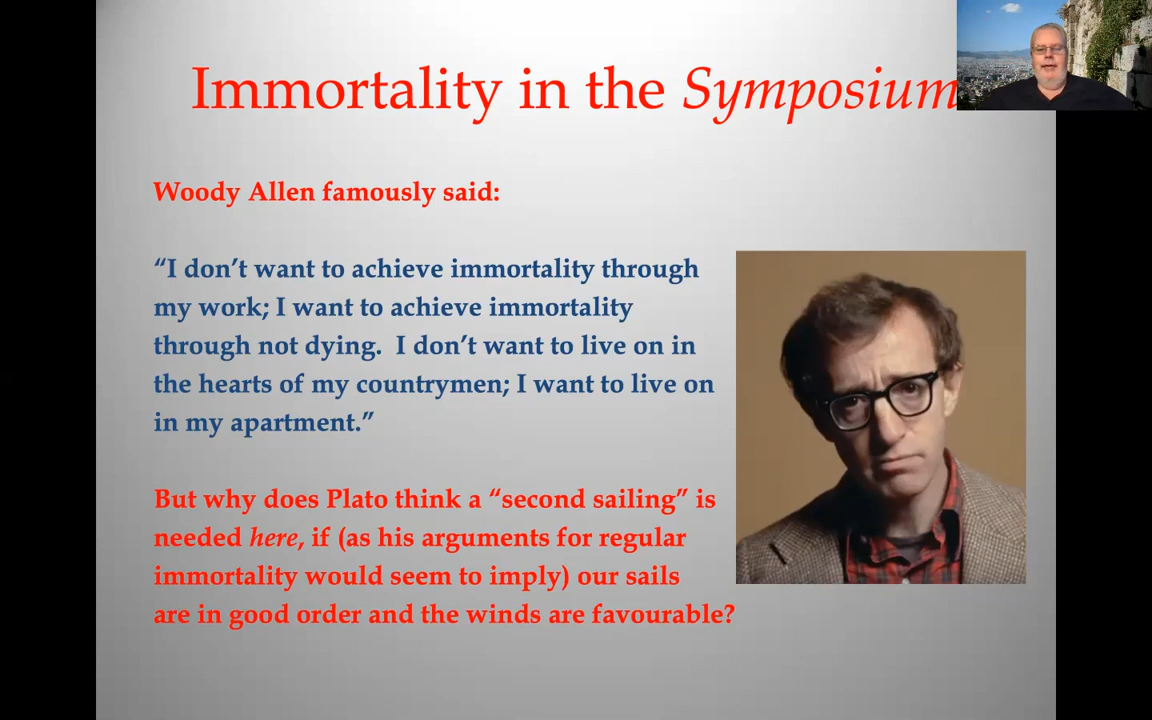 Immortality in the Symposium
Woody Allen famously said:
“I don’t want to achieve immortality through
my work; I want to achieve immortality
through not dying.  I don’t want to live on in
the hearts of my countrymen; I want to live on
in my apartment.”
But why does Plato think a “second sailing” is
needed here, if (as his arguments for regular
immortality would seem to imply) our sails
are in good order and the winds are favourable?